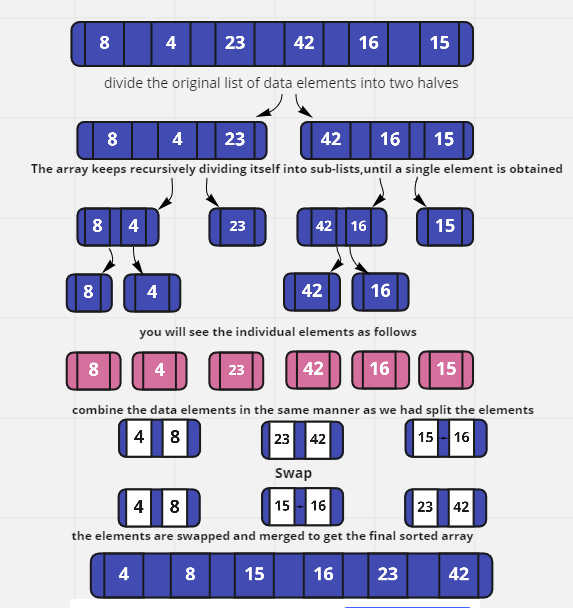 8 4 23 42 16 15
divide the original list of data elements into two halves
8 4 23 42 16 15
The array keeps recursively dividing itself into sub-lists,until a single element is obtained
8 4 23 42 16 15
8 4 42 16
you will see the individual elements as follows
8 4 23 42 16 15
combine the data elements in the same manner as we had split the elements
4 8 23 42 15 - 16
Swap
4 8 15 - 16 23 42
the elements are swapped and merged to get the final sorted array
4 8 15 16 23 42